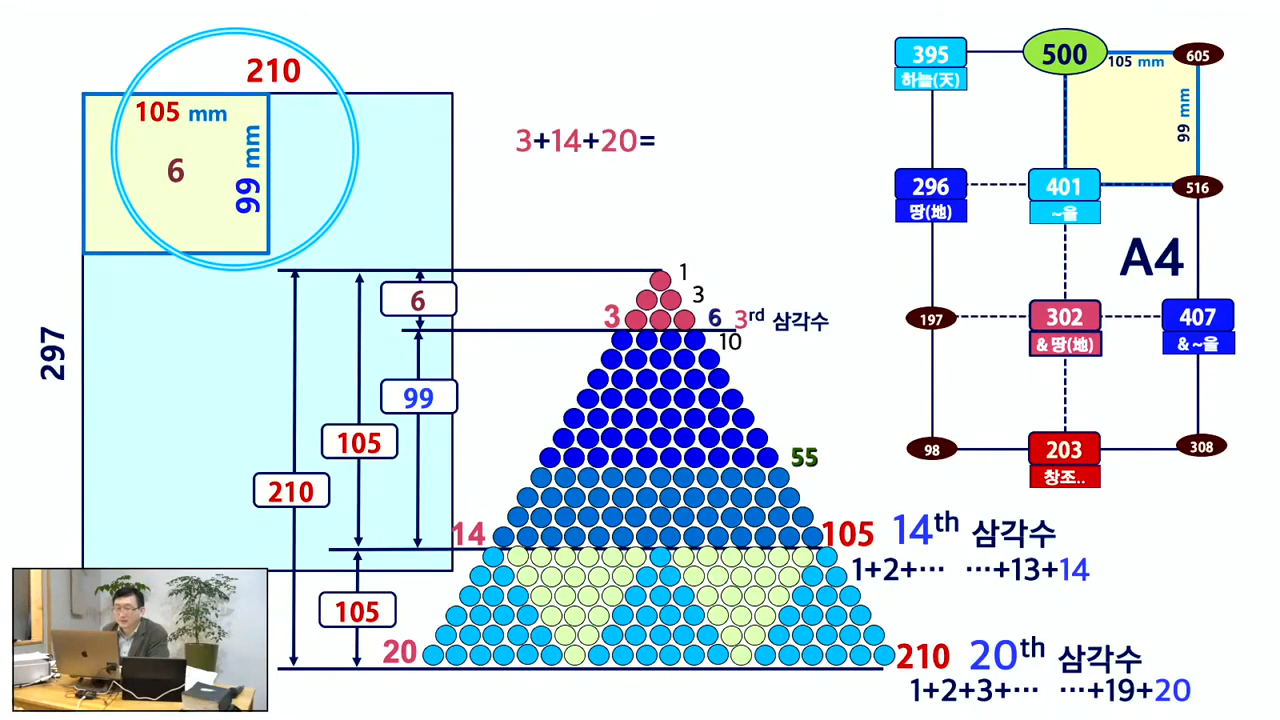 210
105 mm
99 mm
6
297
3+14+20=
1
3
3
6
3rd 삼각수
10
6
99
105
210
105
55
14
105 14th 삼각수
1+2+··· ···+13+14
20
210 20th 삼각수
1+2+3+··· ···+19+20
395
하늘(天)
500
605
105 mm
99 mm
296
땅(地)
401
~을
516
A4
197
302
& 땅(地)
407
& ~을
98
203
창조..
308